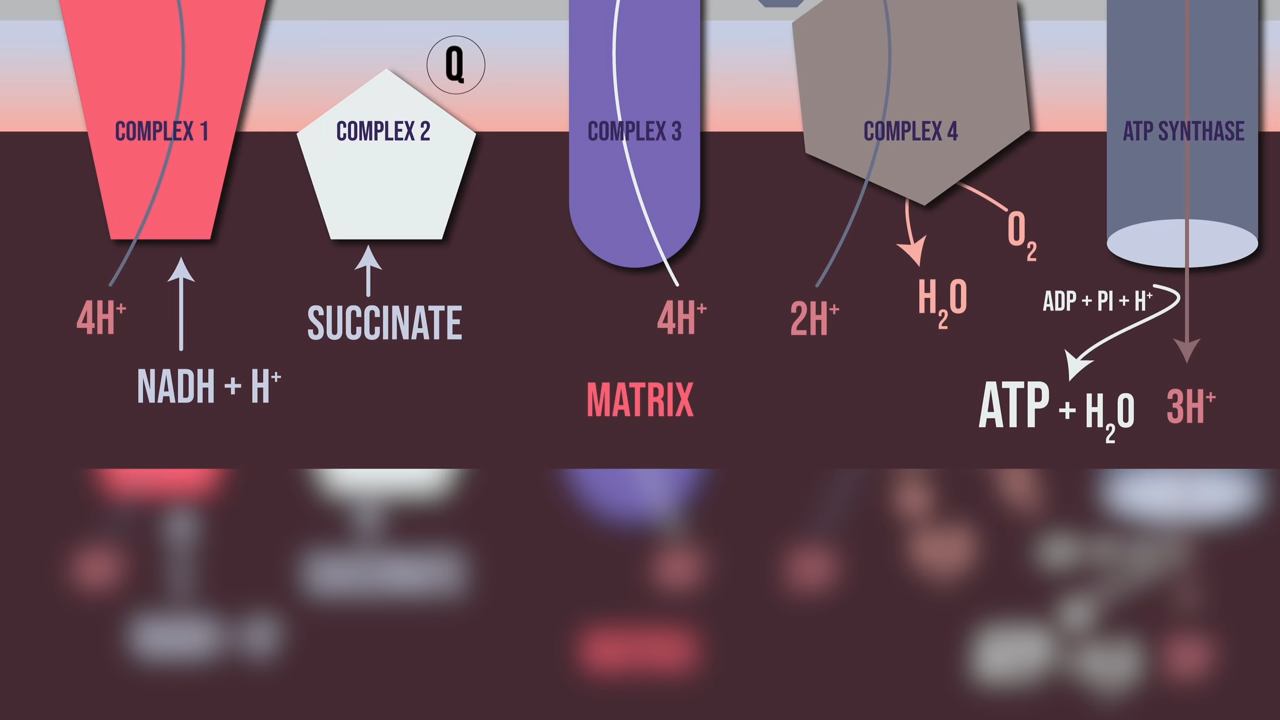 Q
COMPLEX 1
COMPLEX 2
COMPLEX 3
COMPLEX 4
ATP SYNTHASE
O₂
H₂O
ADP + PI + H⁺
4H⁺
SUCCINATE
4H⁺
2H⁺
NADH + H⁺
MATRIX
ATP + H₂O
3H⁺